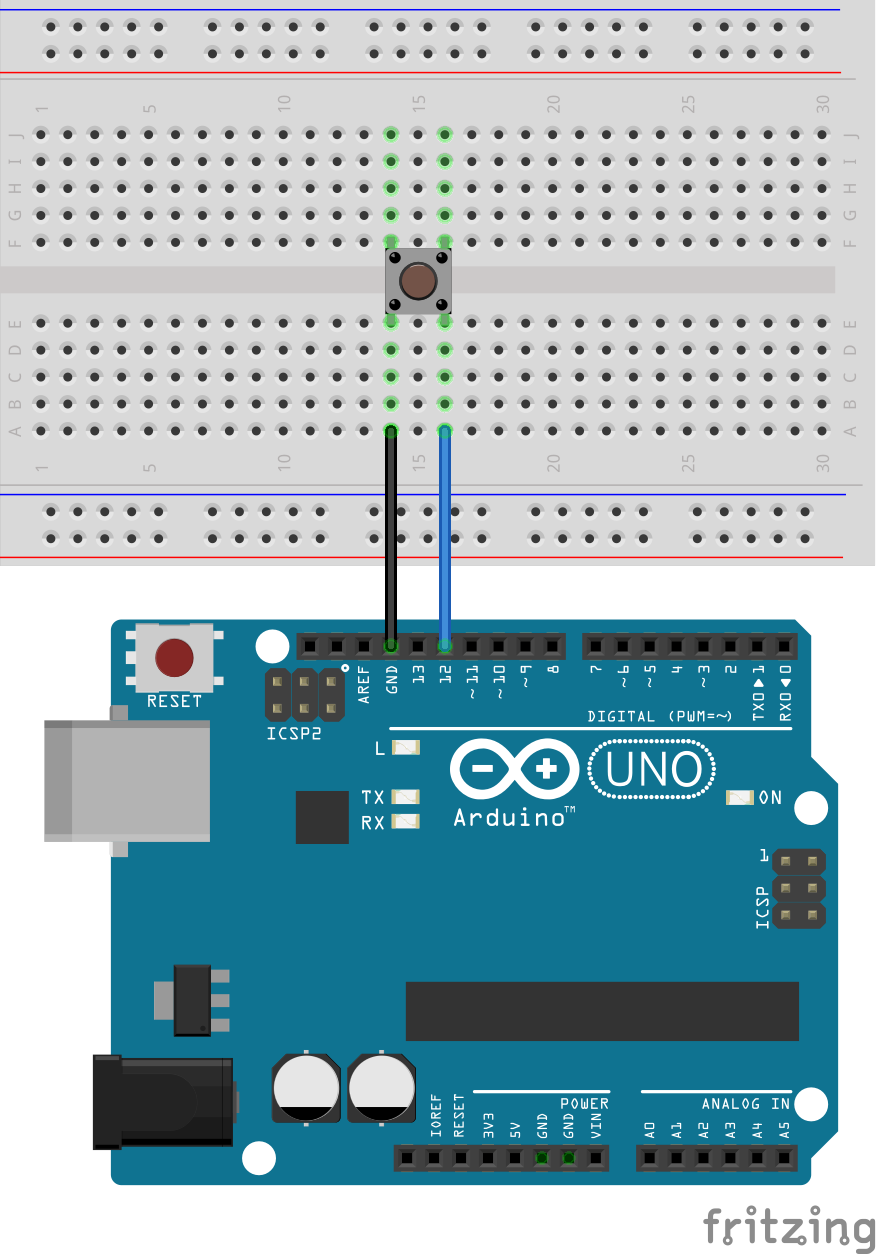 1 5 10 15 20 25 30
J J
I I
H H
G G
F F
E E
D D
C C
B B
A A
1 5 10 15 20 25 30
RESET
ICSP2
AREF
GND
13
12
~11
~10
~9
8
7
~6
~5
4
~3
2
TX0▶1
RX0◀0
DIGITAL (PWM=~)
L
TX
RX
Arduino™
UNO
ON
1
ICSP
IOREF
RESET
3V3
5V
GND
GND
VIN
POWER
A0
A1
A2
A3
A4
A5
ANALOG IN
fritzing